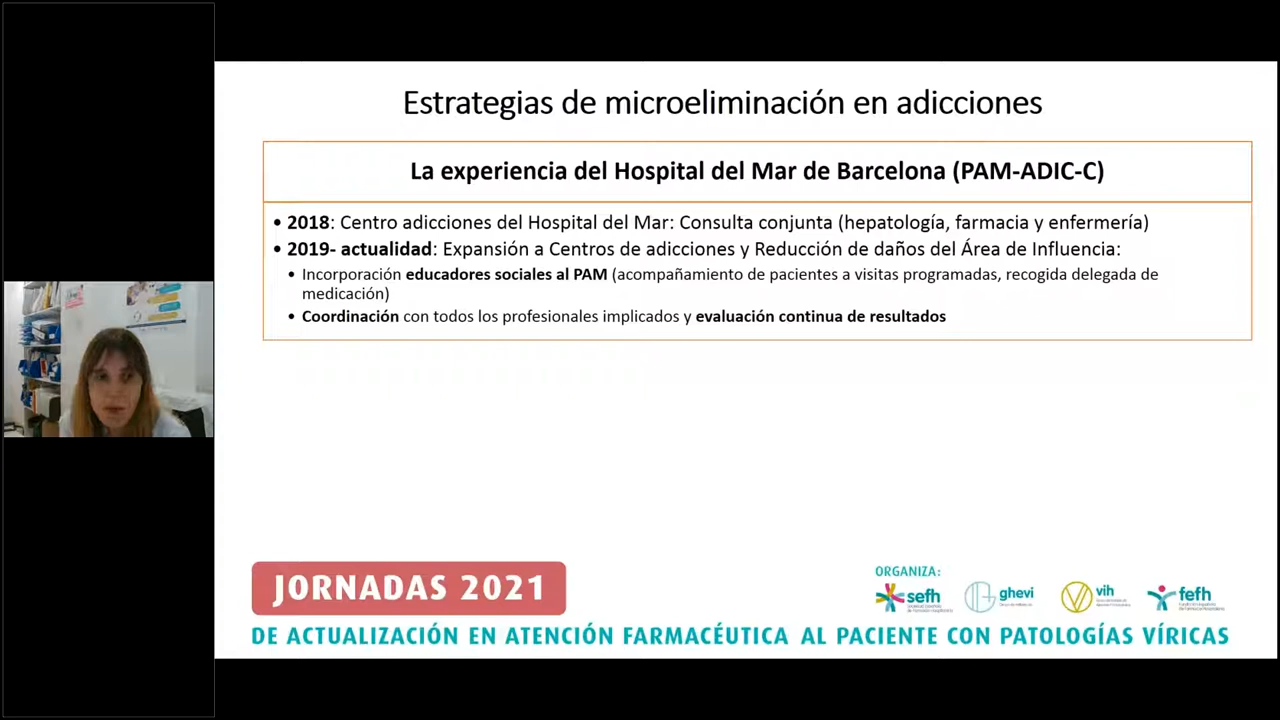 Estrategias de microeliminación en adicciones
La experiencia del Hospital del Mar de Barcelona (PAM-ADIC-C)
• 2018: Centro adicciones del Hospital del Mar: Consulta conjunta (hepatología, farmacia y enfermería)
• 2019- actualidad: Expansión a Centros de adicciones y Reducción de daños del Área de Influencia:
• Incorporación educadores sociales al PAM (acompañamiento de pacientes a visitas programadas, recogida delegada de
medicación)
• Coordinación con todos los profesionales implicados y evaluación continua de resultados
JORNADAS 2021
ORGANIZA:
sefh
ghevi
vih
fefh
DE ACTUALIZACIÓN EN ATENCIÓN FARMACÉUTICA AL PACIENTE CON PATOLOGÍAS VÍRICAS